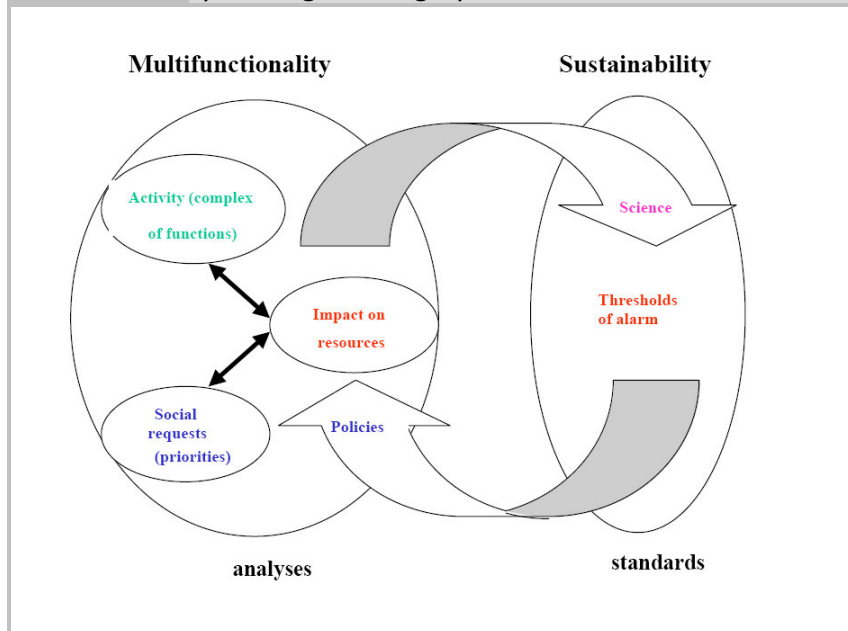 Multifunctionality
Sustainability
Activity (complex
of functions)
Science
Impact on
resources
Thresholds
of alarm
Social
requests
(priorities)
Policies
analyses
standards